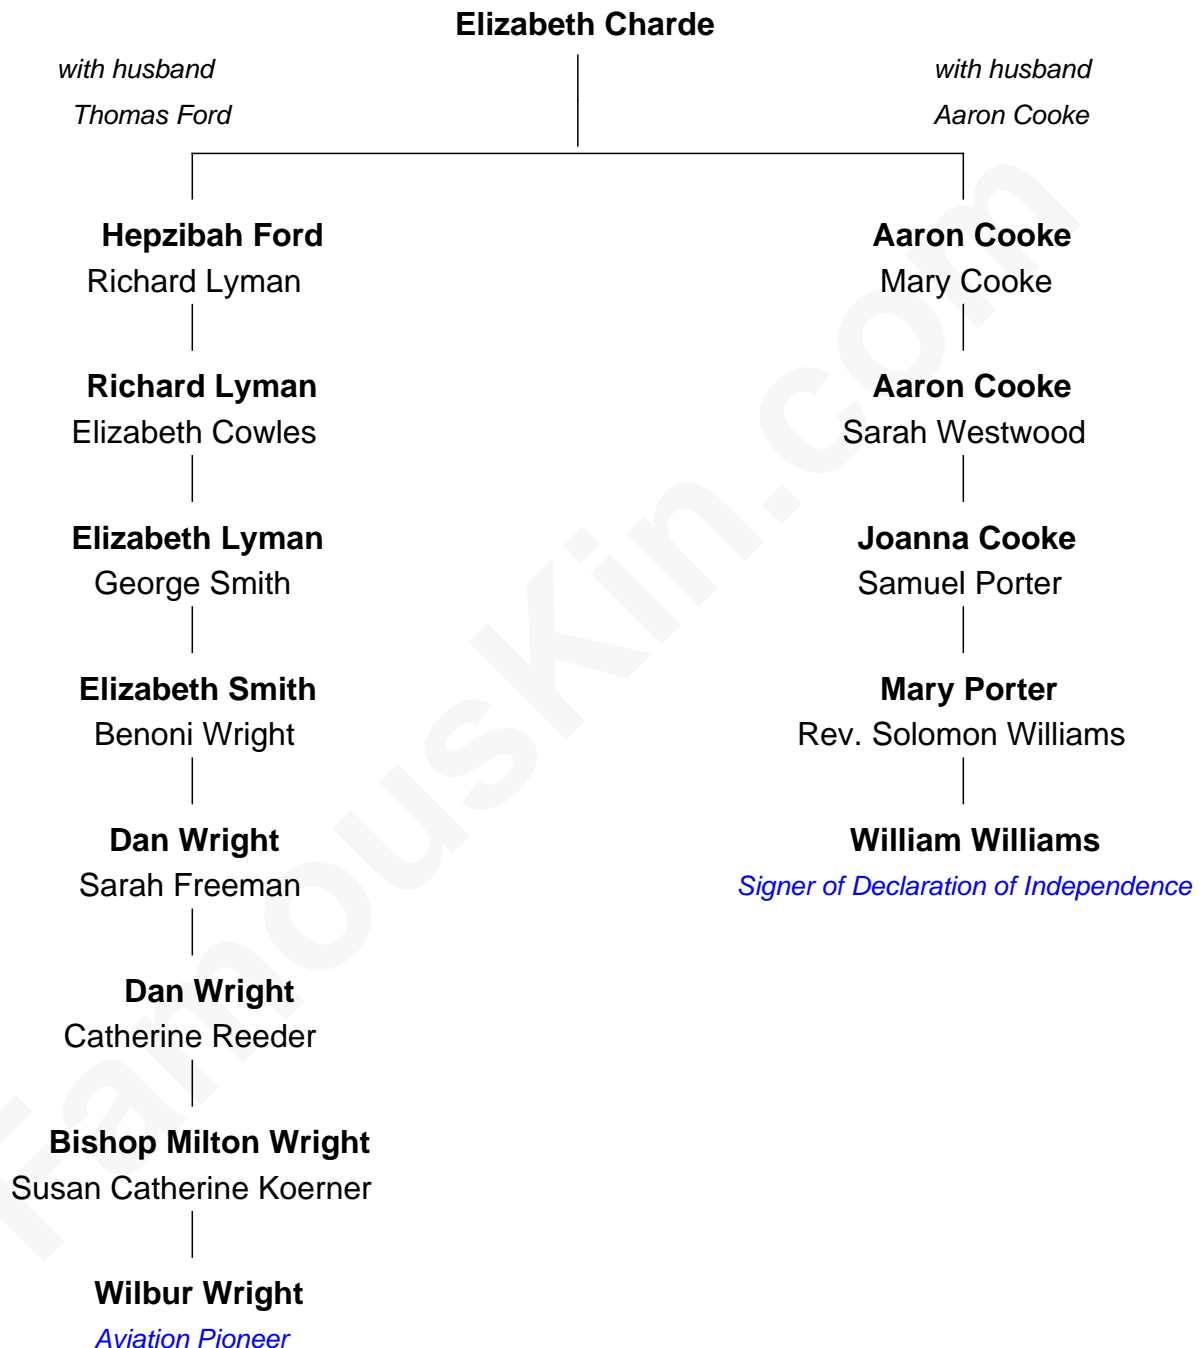 Elizabeth Charde
with husband
Thomas Ford
with husband
Aaron Cooke
Hepzibah Ford
Richard Lyman
Aaron Cooke
Mary Cooke
Richard Lyman
Elizabeth Cowles
Aaron Cooke
Sarah Westwood
Elizabeth Lyman
George Smith
Joanna Cooke
Samuel Porter
Elizabeth Smith
Benoni Wright
Mary Porter
Rev. Solomon Williams
Dan Wright
Sarah Freeman
William Williams
Signer of Declaration of Independence
Dan Wright
Catherine Reeder
Bishop Milton Wright
Susan Catherine Koerner
Wilbur Wright
Aviation Pioneer
FamousKin.com